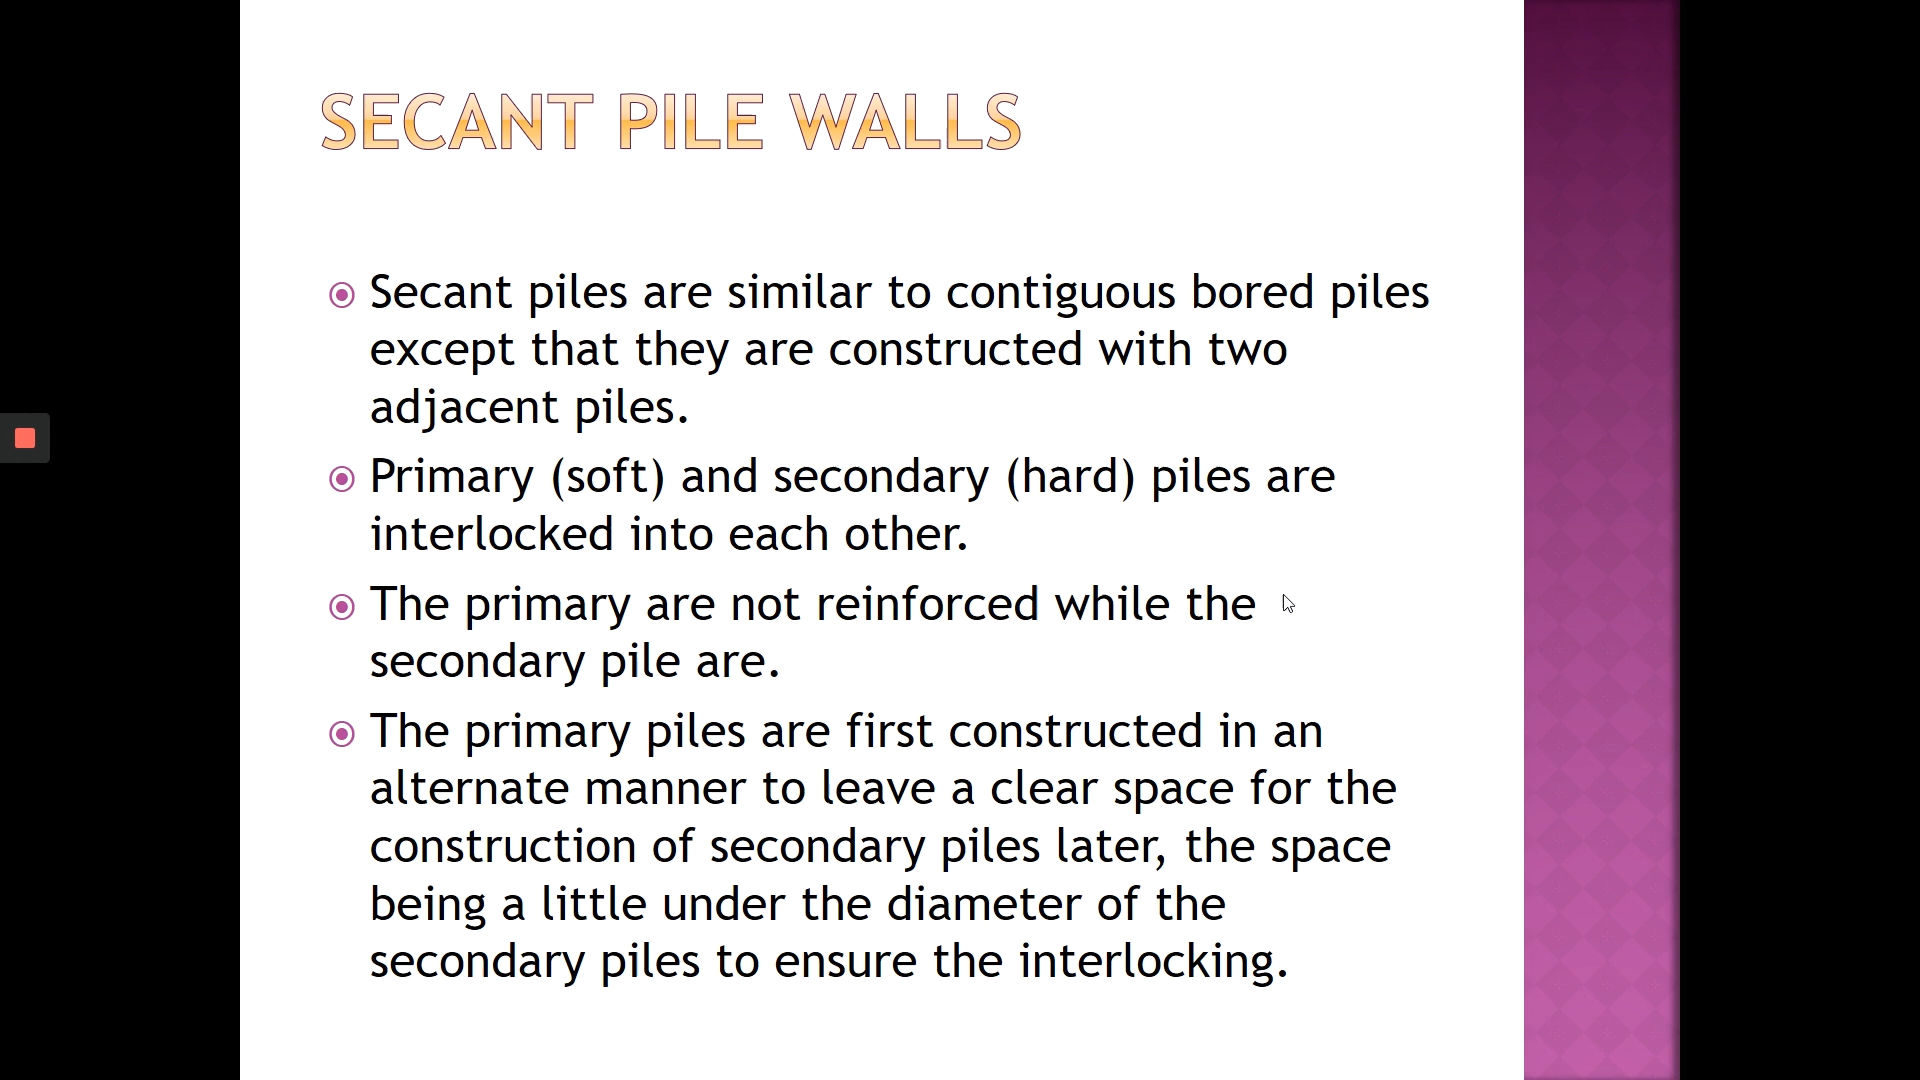 SECANT PILE WALLS
Secant piles are similar to contiguous bored piles
except that they are constructed with two
adjacent piles.
Primary (soft) and secondary (hard) piles are
interlocked into each other.
The primary are not reinforced while the
secondary pile are.
The primary piles are first constructed in an
alternate manner to leave a clear space for the
construction of secondary piles later, the space
being a little under the diameter of the
secondary piles to ensure the interlocking.